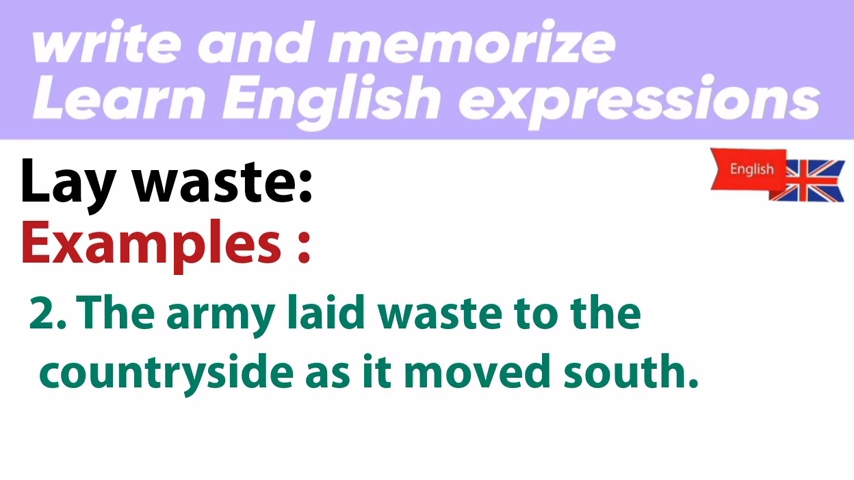 write and memorize
Learn English expressions
English
Lay waste:
Examples :
2. The army laid waste to the
countryside as it moved south.